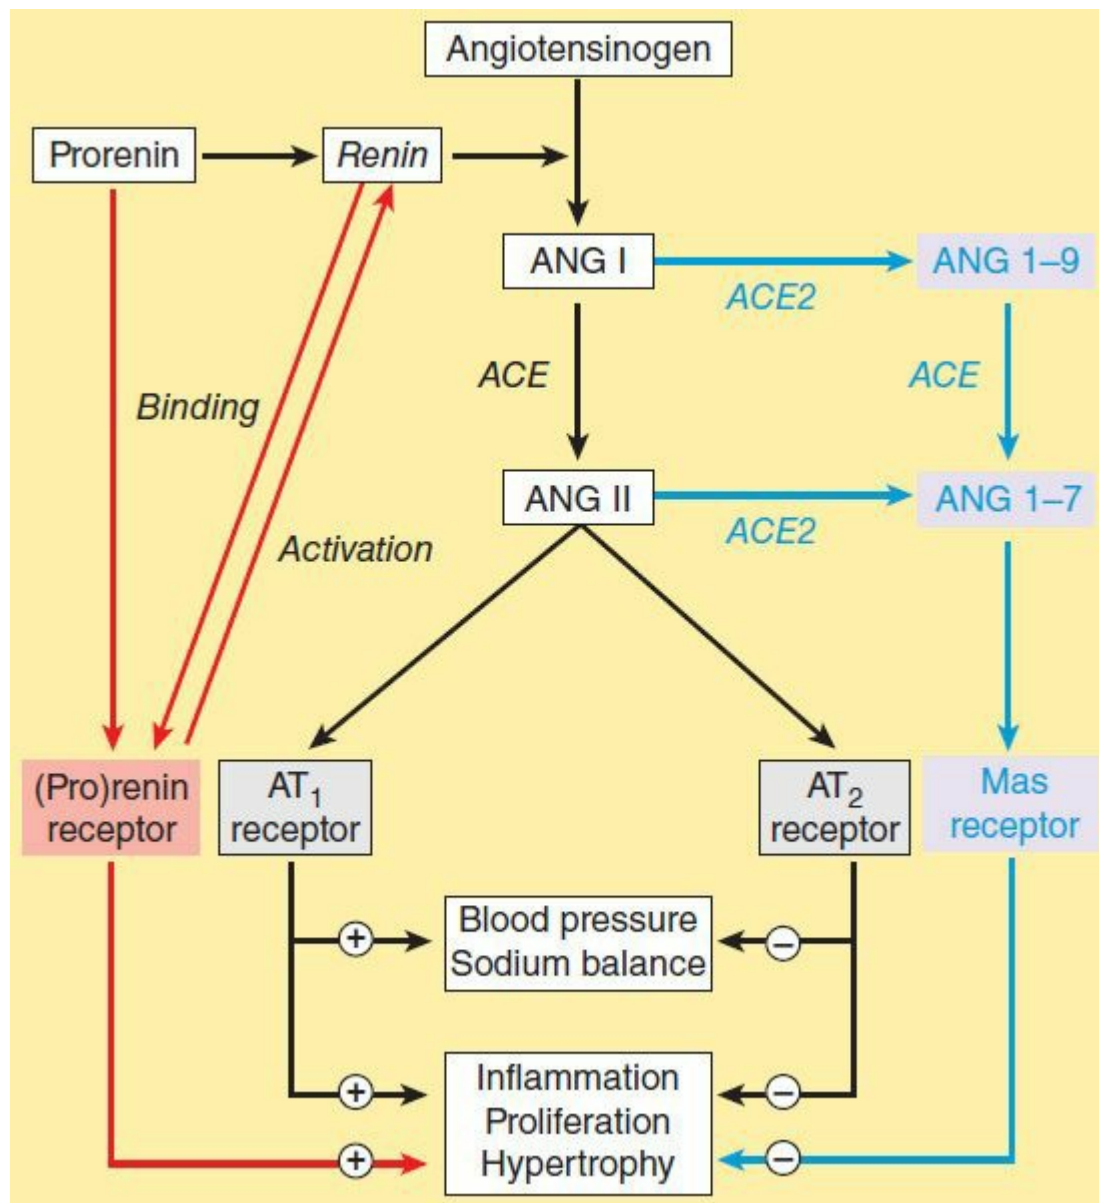 Angiotensinogen
Prorenin
Renin
ANG I
ACE2
ANG 1–9
ACE
ACE
Binding
ANG II
ACE2
ANG 1–7
Activation
(Pro)renin
receptor
AT1
receptor
AT2
receptor
Mas
receptor
+
Blood pressure
Sodium balance
–
+
Inflammation
Proliferation
Hypertrophy
–
+
–